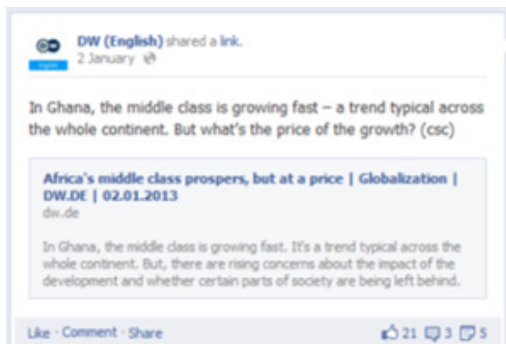 DW (English) shared a link.
2 January
In Ghana, the middle class is growing fast – a trend typical across
the whole continent. But what's the price of the growth? (csc)
Africa's middle class prospers, but at a price | Globalization |
DW.DE | 02.01.2013
dw.de
In Ghana, the middle class is growing fast. It's a trend typical across the
whole continent. But, there are rising concerns about the impact of the
development and whether certain parts of society are being left behind.
Like · Comment · Share 21 3 5